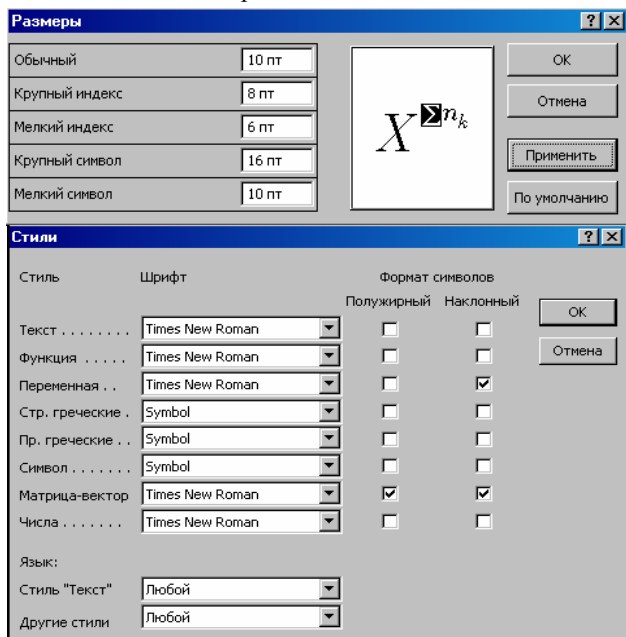 Размеры
Обычный 10 пт OK
Крупный индекс 8 пт Отмена
Мелкий индекс 6 пт
Крупный символ 16 пт Применить
Мелкий символ 10 пт По умолчанию
X Σ n k
Стили
Стиль Шрифт Формат символов
Полужирный Наклонный
OK
Текст . . . . . . . . Times New Roman
Функция . . . . . Times New Roman Отмена
Переменная . . Times New Roman
Стр. греческие . Symbol
Пр. греческие . . Symbol
Символ . . . . . . . Symbol
Матрица-вектор Times New Roman
Числа . . . . . . . Times New Roman
Язык:
Стиль "Текст" Любой
Другие стили Любой